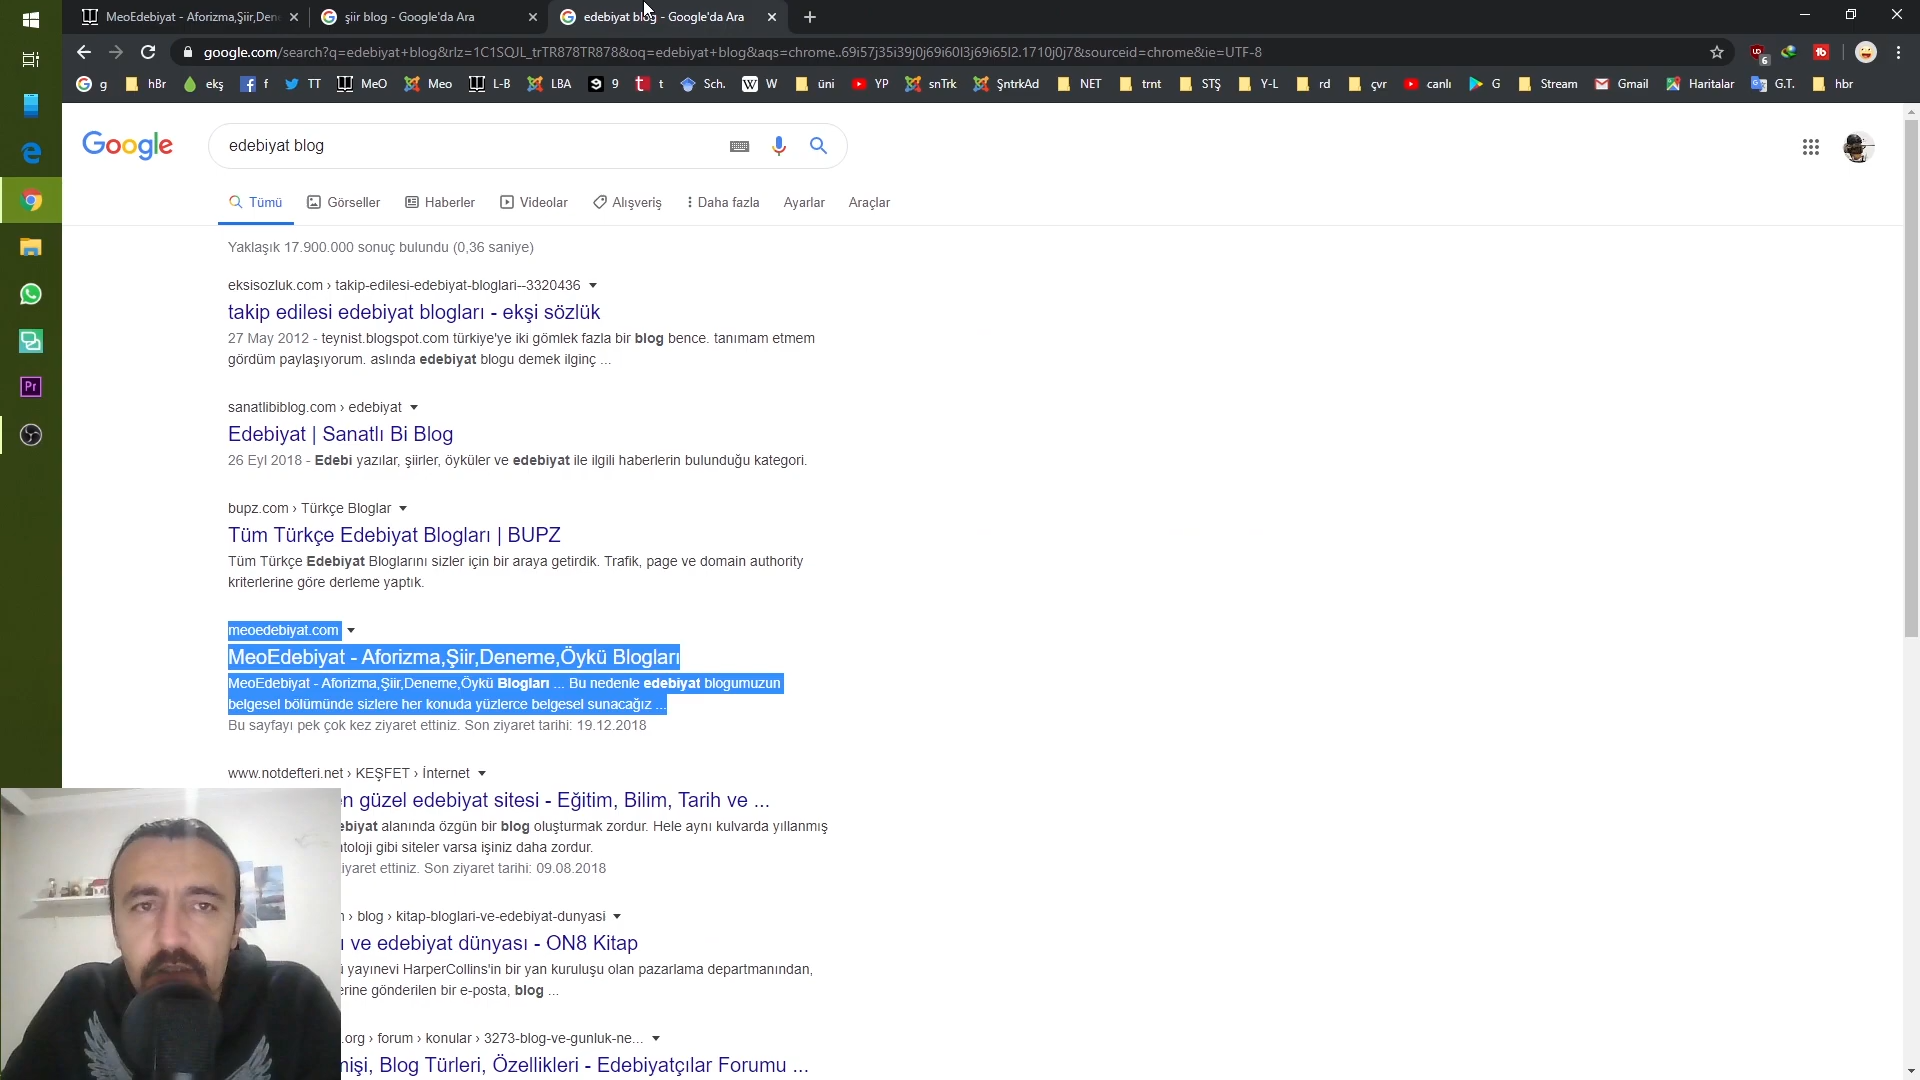 MeoEdebiyat - Aforizma,Şiir,Den
şiir blog - Google'da Ara
edebiyat blog - Google'da Ara
google.com/search?q=edebiyat+blog&rlz=1C1SQJL_trTR878TR878&oq=edebiyat+blog&aqs=chrome..69i57j35i39j0j69i60l3j69i65l2.1710j0j7&sourceid=chrome&ie=UTF-8
g hBr ekş f TT MeO Meo L-B LBA 9 t Sch. W üni YP snTrk ŞntrkAd NET trnt STŞ Y-L rd çvr canlı G Stream Gmail Haritalar G.T. hbr
Google
edebiyat blog
Tümü Görseller Haberler Videolar Alışveriş Daha fazla Ayarlar Araçlar
Yaklaşık 17.900.000 sonuç bulundu (0,36 saniye)
eksisozluk.com › takip-edilesi-edebiyat-bloglari--3320436
takip edilesi edebiyat blogları - ekşi sözlük
27 May 2012 - teynist.blogspot.com türkiye'ye iki gömlek fazla bir blog bence. tanımam etmem
gördüm paylaşıyorum. aslında edebiyat blogu demek ilginç ...
sanatlibiblog.com › edebiyat
Edebiyat | Sanatlı Bi Blog
26 Eyl 2018 - Edebi yazılar, şiirler, öyküler ve edebiyat ile ilgili haberlerin bulunduğu kategori.
bupz.com › Türkçe Bloglar
Tüm Türkçe Edebiyat Blogları | BUPZ
Tüm Türkçe Edebiyat Bloglarını sizler için bir araya getirdik. Trafik, page ve domain authority
kriterlerine göre derleme yaptık.
meoedebiyat.com
MeoEdebiyat - Aforizma,Şiir,Deneme,Öykü Blogları
MeoEdebiyat - Aforizma,Şiir,Deneme,Öykü Blogları ... Bu nedenle edebiyat blogumuzun
belgesel bölümünde sizlere her konuda yüzlerce belgesel sunacağız ...
Bu sayfayı pek çok kez ziyaret ettiniz. Son ziyaret tarihi: 19.12.2018
www.notdefteri.net › KEŞFET › İnternet
en güzel edebiyat sitesi - Eğitim, Bilim, Tarih ve ...
ebiyat alanında özgün bir blog oluşturmak zordur. Hele aynı kulvarda yıllanmış
ntoloji gibi siteler varsa işiniz daha zordur.
iyaret ettiniz. Son ziyaret tarihi: 09.08.2018
› blog › kitap-bloglari-ve-edebiyat-dunyasi
ı ve edebiyat dünyası - ON8 Kitap
ü yayınevi HarperCollins'in bir yan kuruluşu olan pazarlama departmanından,
erine gönderilen bir e-posta, blog ...
.org › forum › konular › 3273-blog-ve-gunluk-ne...
mişi, Blog Türleri, Özellikleri - Edebiyatçılar Forumu ...
Pr
6